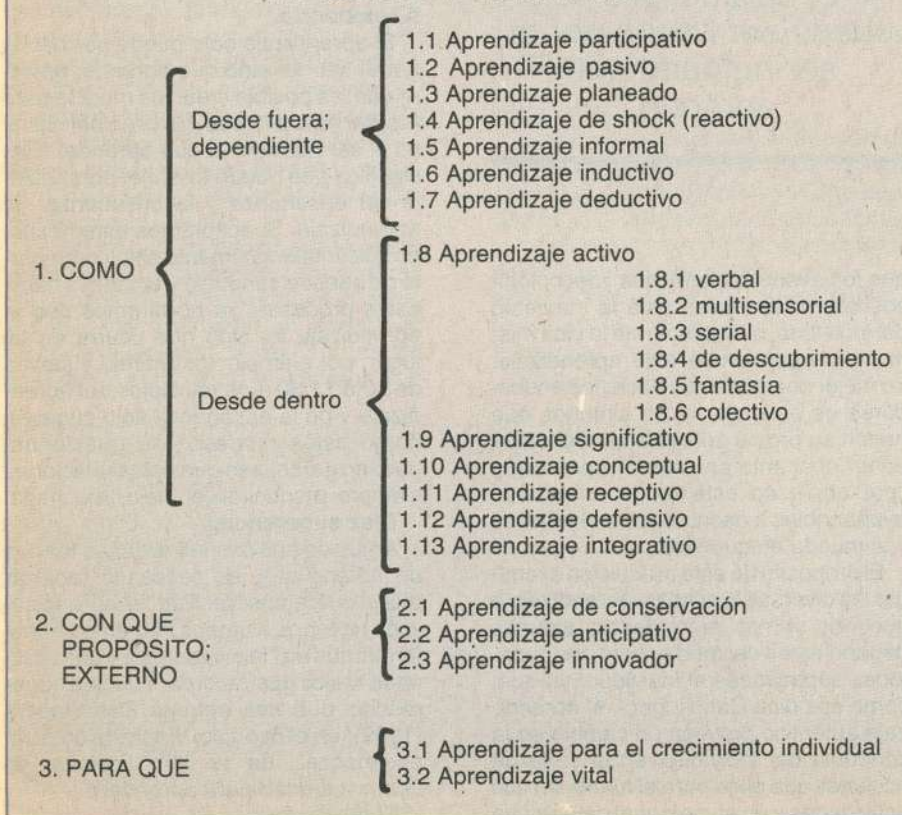 1. COMO
Desde fuera;
dependiente
1.1 Aprendizaje participativo
1.2 Aprendizaje pasivo
1.3 Aprendizaje planeado
1.4 Aprendizaje de shock (reactivo)
1.5 Aprendizaje informal
1.6 Aprendizaje inductivo
1.7 Aprendizaje deductivo
Desde dentro
1.8 Aprendizaje activo
1.8.1 verbal
1.8.2 multisensorial
1.8.3 serial
1.8.4 de descubrimiento
1.8.5 fantasía
1.8.6 colectivo
1.9 Aprendizaje significativo
1.10 Aprendizaje conceptual
1.11 Aprendizaje receptivo
1.12 Aprendizaje defensivo
1.13 Aprendizaje integrativo
2. CON QUE
PROPOSITO;
EXTERNO
2.1 Aprendizaje de conservación
2.2 Aprendizaje anticipativo
2.3 Aprendizaje innovador
3. PARA QUE
3.1 Aprendizaje para el crecimiento individual
3.2 Aprendizaje vital